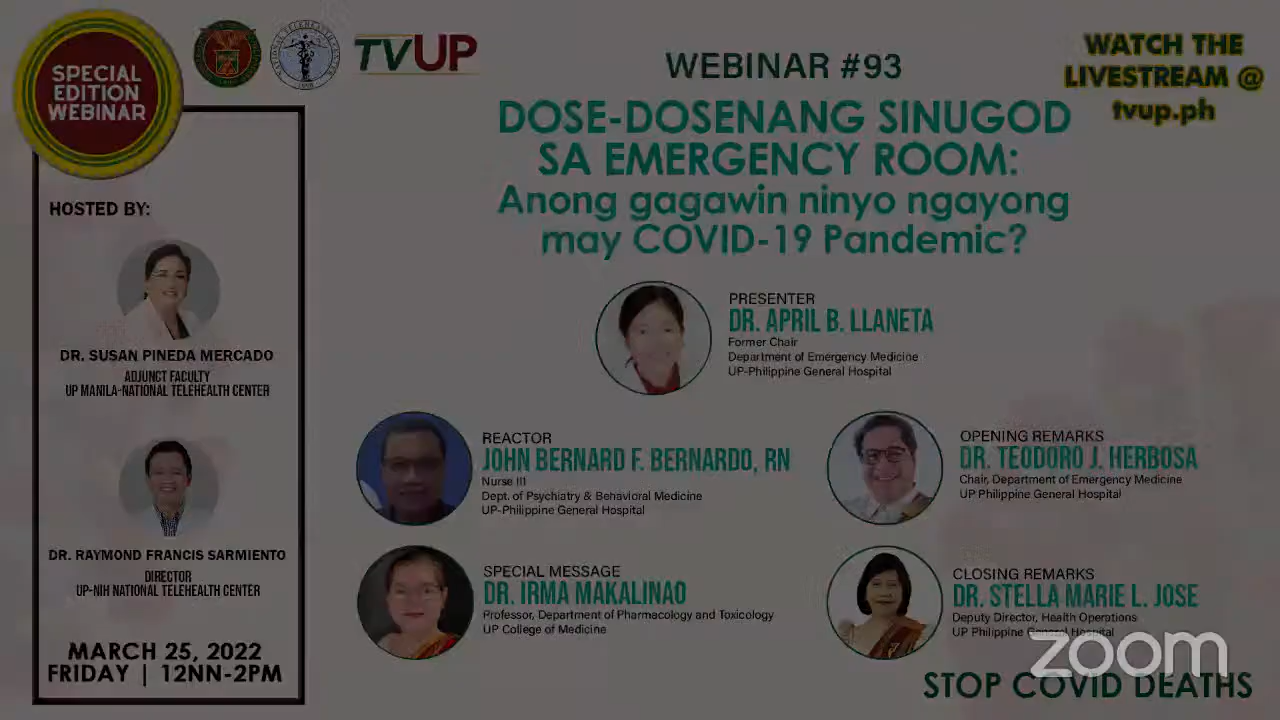 SPECIAL
EDITION
WEBINAR
TVUP
WEBINAR #93
WATCH THE
LIVESTREAM @
tvup.ph
DOSE-DOSENANG SINUGOD
SA EMERGENCY ROOM:
Anong gagawin ninyo ngayong
may COVID-19 Pandemic?
HOSTED BY:
DR. SUSAN PINEDA MERCADO
ADJUNCT FACULTY
UP MANILA-NATIONAL TELEHEALTH CENTER
DR. RAYMOND FRANCIS SARMIENTO
DIRECTOR
UP-NIH NATIONAL TELEHEALTH CENTER
MARCH 25, 2022
FRIDAY | 12NN-2PM
PRESENTER
DR. APRIL B. LLANETA
Former Chair
Department of Emergency Medicine
UP-Philippine General Hospital
REACTOR
JOHN BERNARD F. BERNARDO, RN
Nurse III
Dept. of Psychiatry & Behavioral Medicine
UP-Philippine General Hospital
OPENING REMARKS
DR. TEODORO J. HERBOSA
Chair, Department of Emergency Medicine
UP Philippine General Hospital
SPECIAL MESSAGE
DR. IRMA MAKALINAO
Professor, Department of Pharmacology and Toxicology
UP College of Medicine
CLOSING REMARKS
DR. STELLA MARIE L. JOSE
Deputy Director, Health Operations
UP Philippine General Hospital
zoom
STOP COVID DEATHS